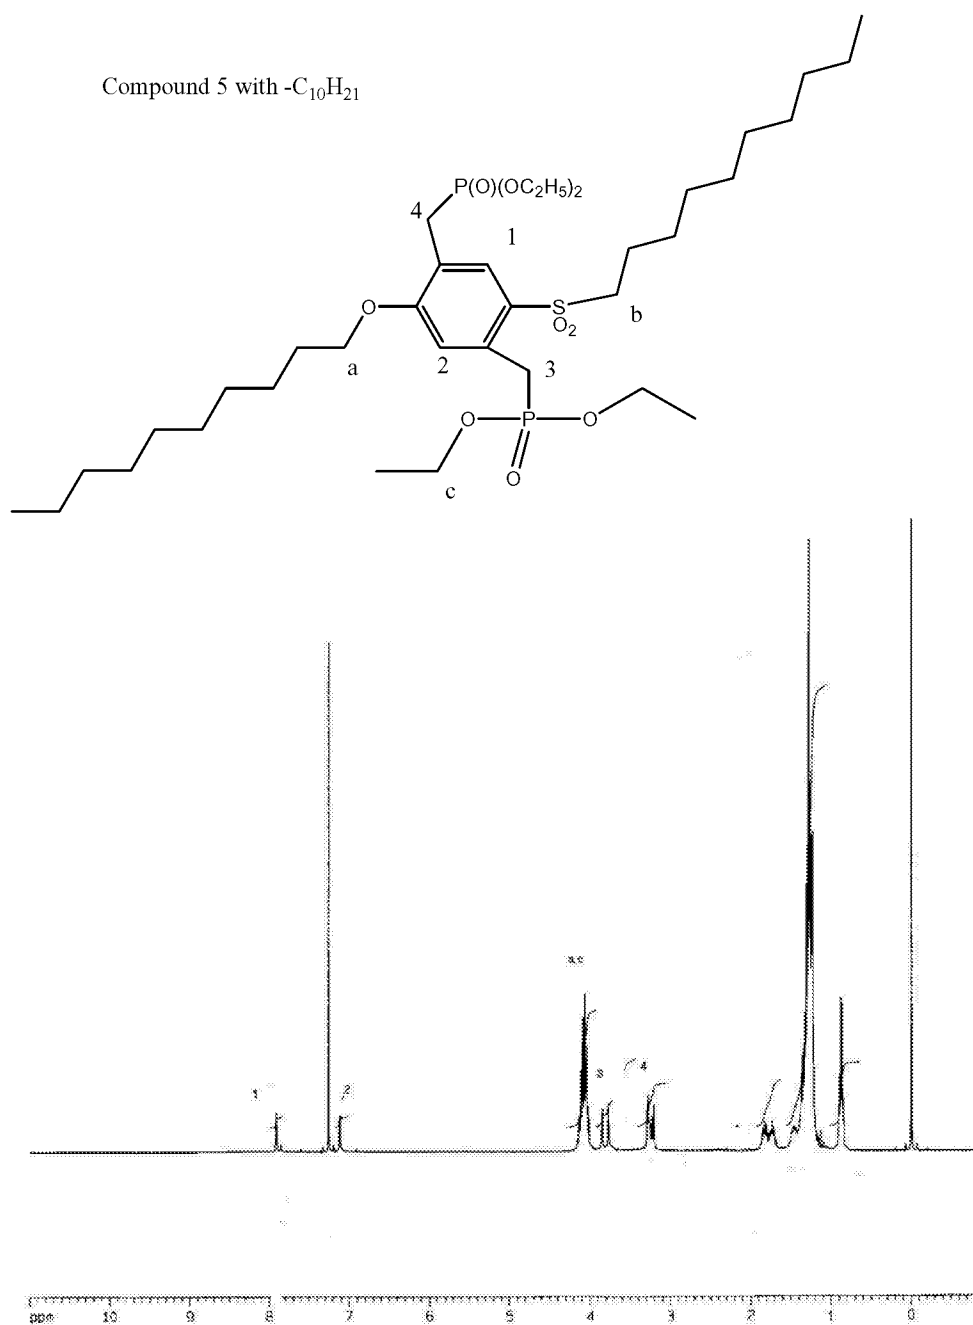 Compound 5 with -C₁₀H₂₁
P(O)(OC₂H₅)₂
4
1
O
S
O₂
b
a
2
3
O
P
O
O
c
a,c
1
2
3
4
ppm 10 9 8 7 6 5 4 3 2 1 0